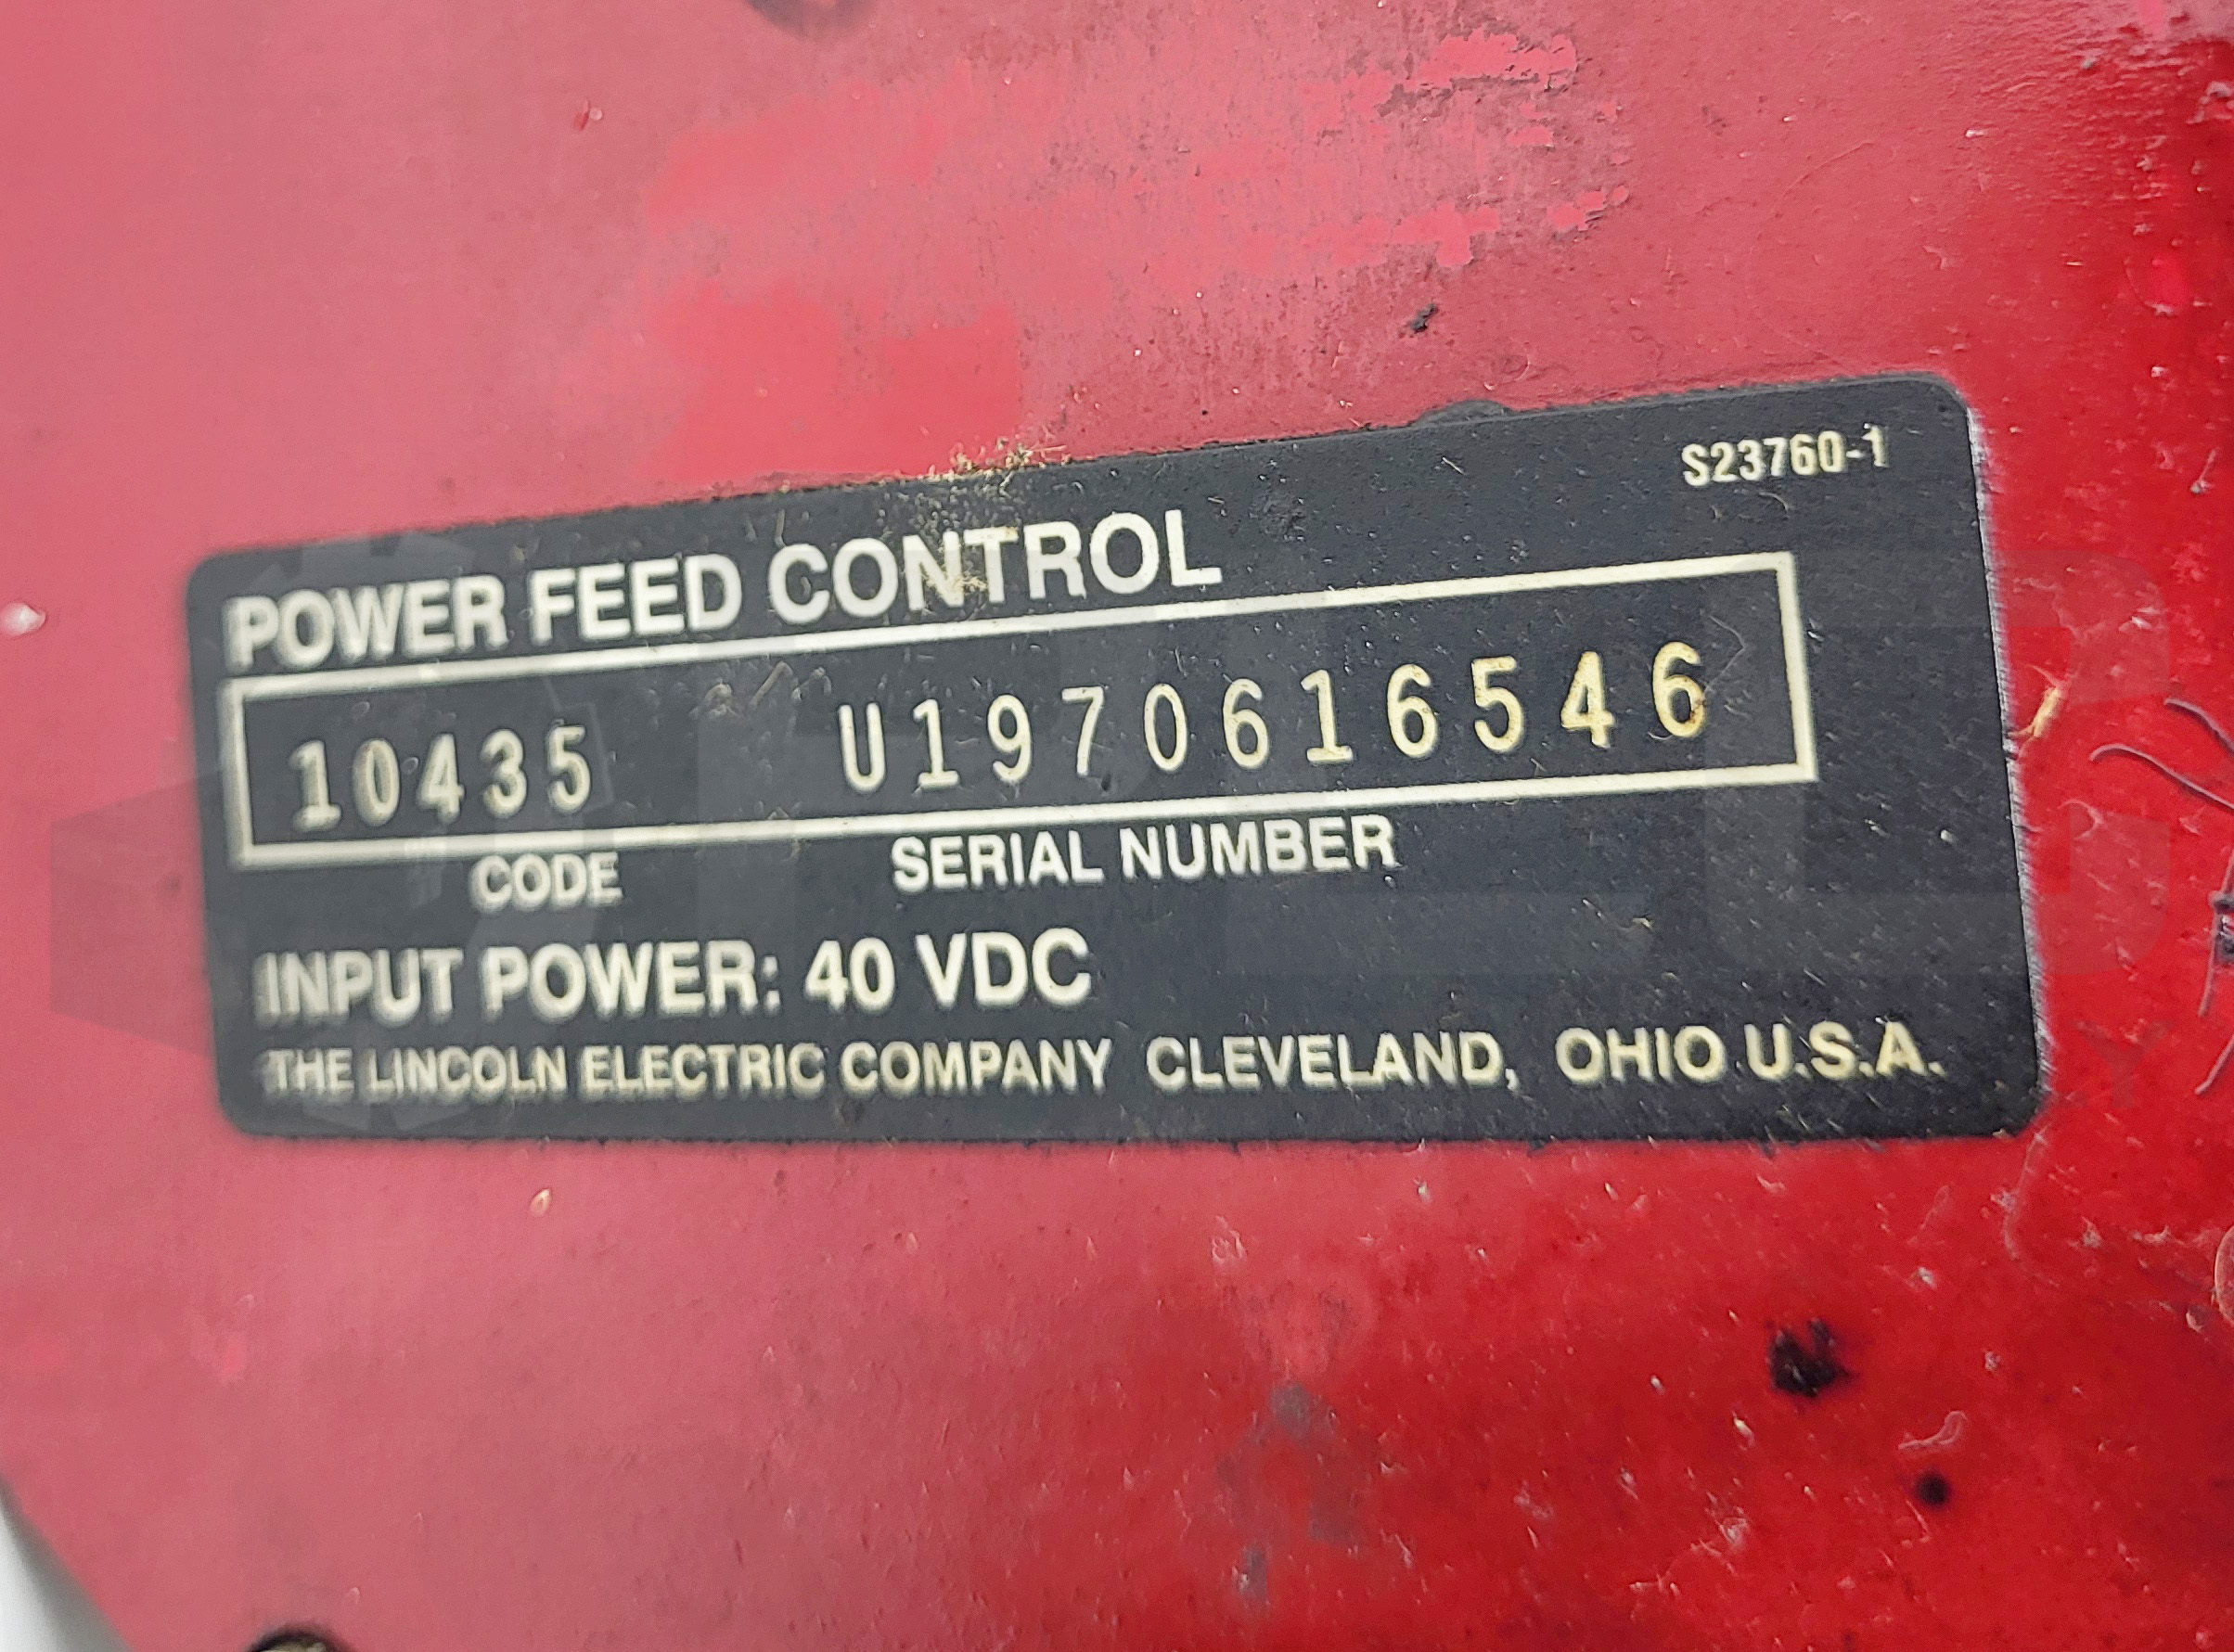 S23760-1
POWER FEED CONTROL
10435 U1970616546
CODE SERIAL NUMBER
INPUT POWER: 40 VDC
THE LINCOLN ELECTRIC COMPANY CLEVELAND, OHIO U.S.A.